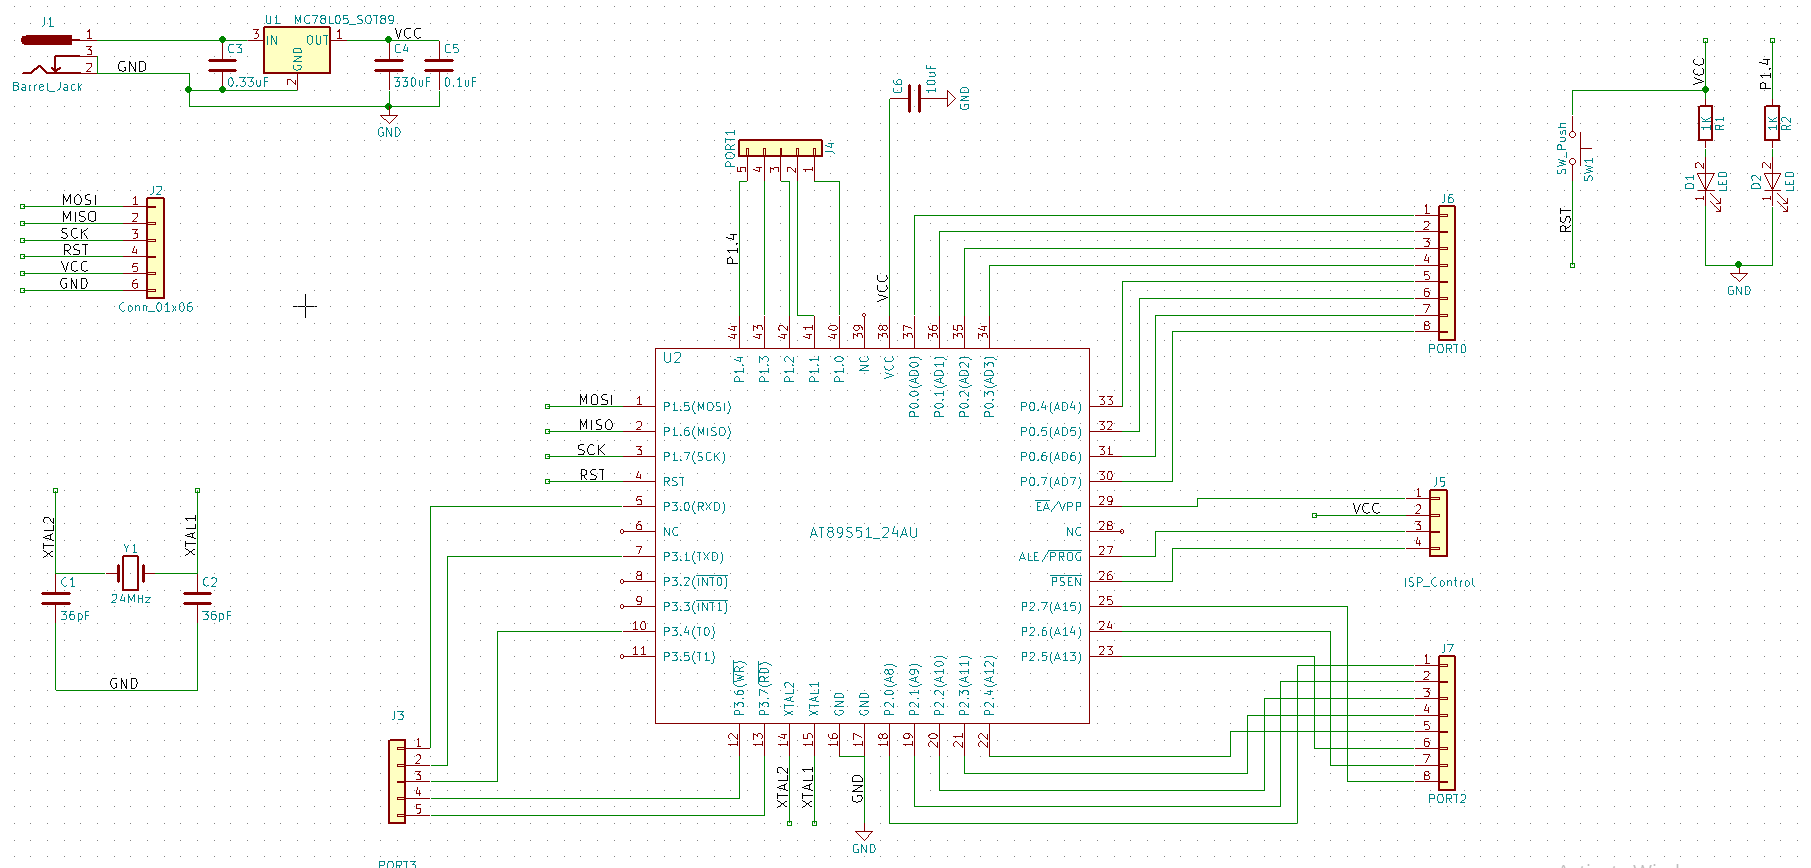 J1
1
3
2
GND
Barrel_Jack
U1 MC78L05_SOT89
3 IN OUT 1
GND
2
VCC
C3
0.33uF
C4
330uF
C5
0.1uF
GND
C6
10uF
GND
VCC
PORT1
J4
5 4 3 2 1
P1.4
J2
MOSI 1
MISO 2
SCK 3
RST 4
VCC 5
GND 6
Conn_01x06
VCC
P1.4
1K R1
1K R2
SW_Push
SW1
RST
2
D1 LED
1
2
D2 LED
1
GND
J6
1
2
3
4
5
6
7
8
PORT0
44 43 42 41 40 39 38 37 36 35 34
U2
P1.4
P1.3
P1.2
P1.1
P1.0
NC
VCC
P0.0(AD0)
P0.1(AD1)
P0.2(AD2)
P0.3(AD3)
MOSI 1 P1.5(MOSI)
MISO 2 P1.6(MISO)
SCK 3 P1.7(SCK)
RST 4 RST
5 P3.0(RXD)
6 NC
7 P3.1(TXD)
8 P3.2(INT0)
9 P3.3(INT1)
10 P3.4(T0)
11 P3.5(T1)
AT89S51_24AU
P0.4(AD4) 33
P0.5(AD5) 32
P0.6(AD6) 31
P0.7(AD7) 30
EA/VPP 29
NC 28
ALE/PROG 27
PSEN 26
P2.7(A15) 25
P2.6(A14) 24
P2.5(A13) 23
P3.6(WR)
P3.7(RD)
XTAL2
XTAL1
GND
GND
P2.0(A8)
P2.1(A9)
P2.2(A10)
P2.3(A11)
P2.4(A12)
12 13 14 15 16 17 18 19 20 21 22
XTAL2
XTAL1
GND
GND
J5
1
VCC 2
3
4
ISP_Control
J7
1
2
3
4
5
6
7
8
PORT2
XTAL2
XTAL1
Y1
24MHz
C1
36pF
C2
36pF
GND
J3
1
2
3
4
5
PORT3